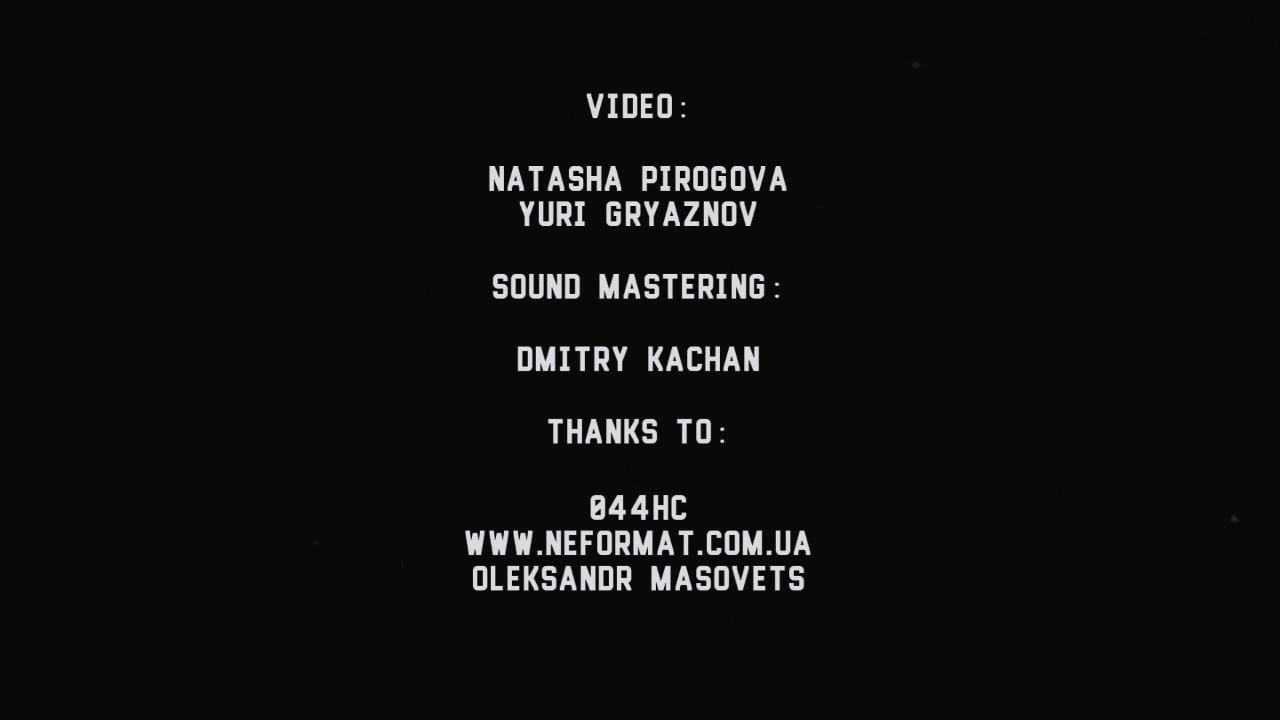 VIDEO:
NATASHA PIROGOVA
YURI GRYAZNOV
SOUND MASTERING:
DMITRY KACHAN
THANKS TO:
044HC
WWW.NEFORMAT.COM.UA
OLEKSANDR MASOVETS